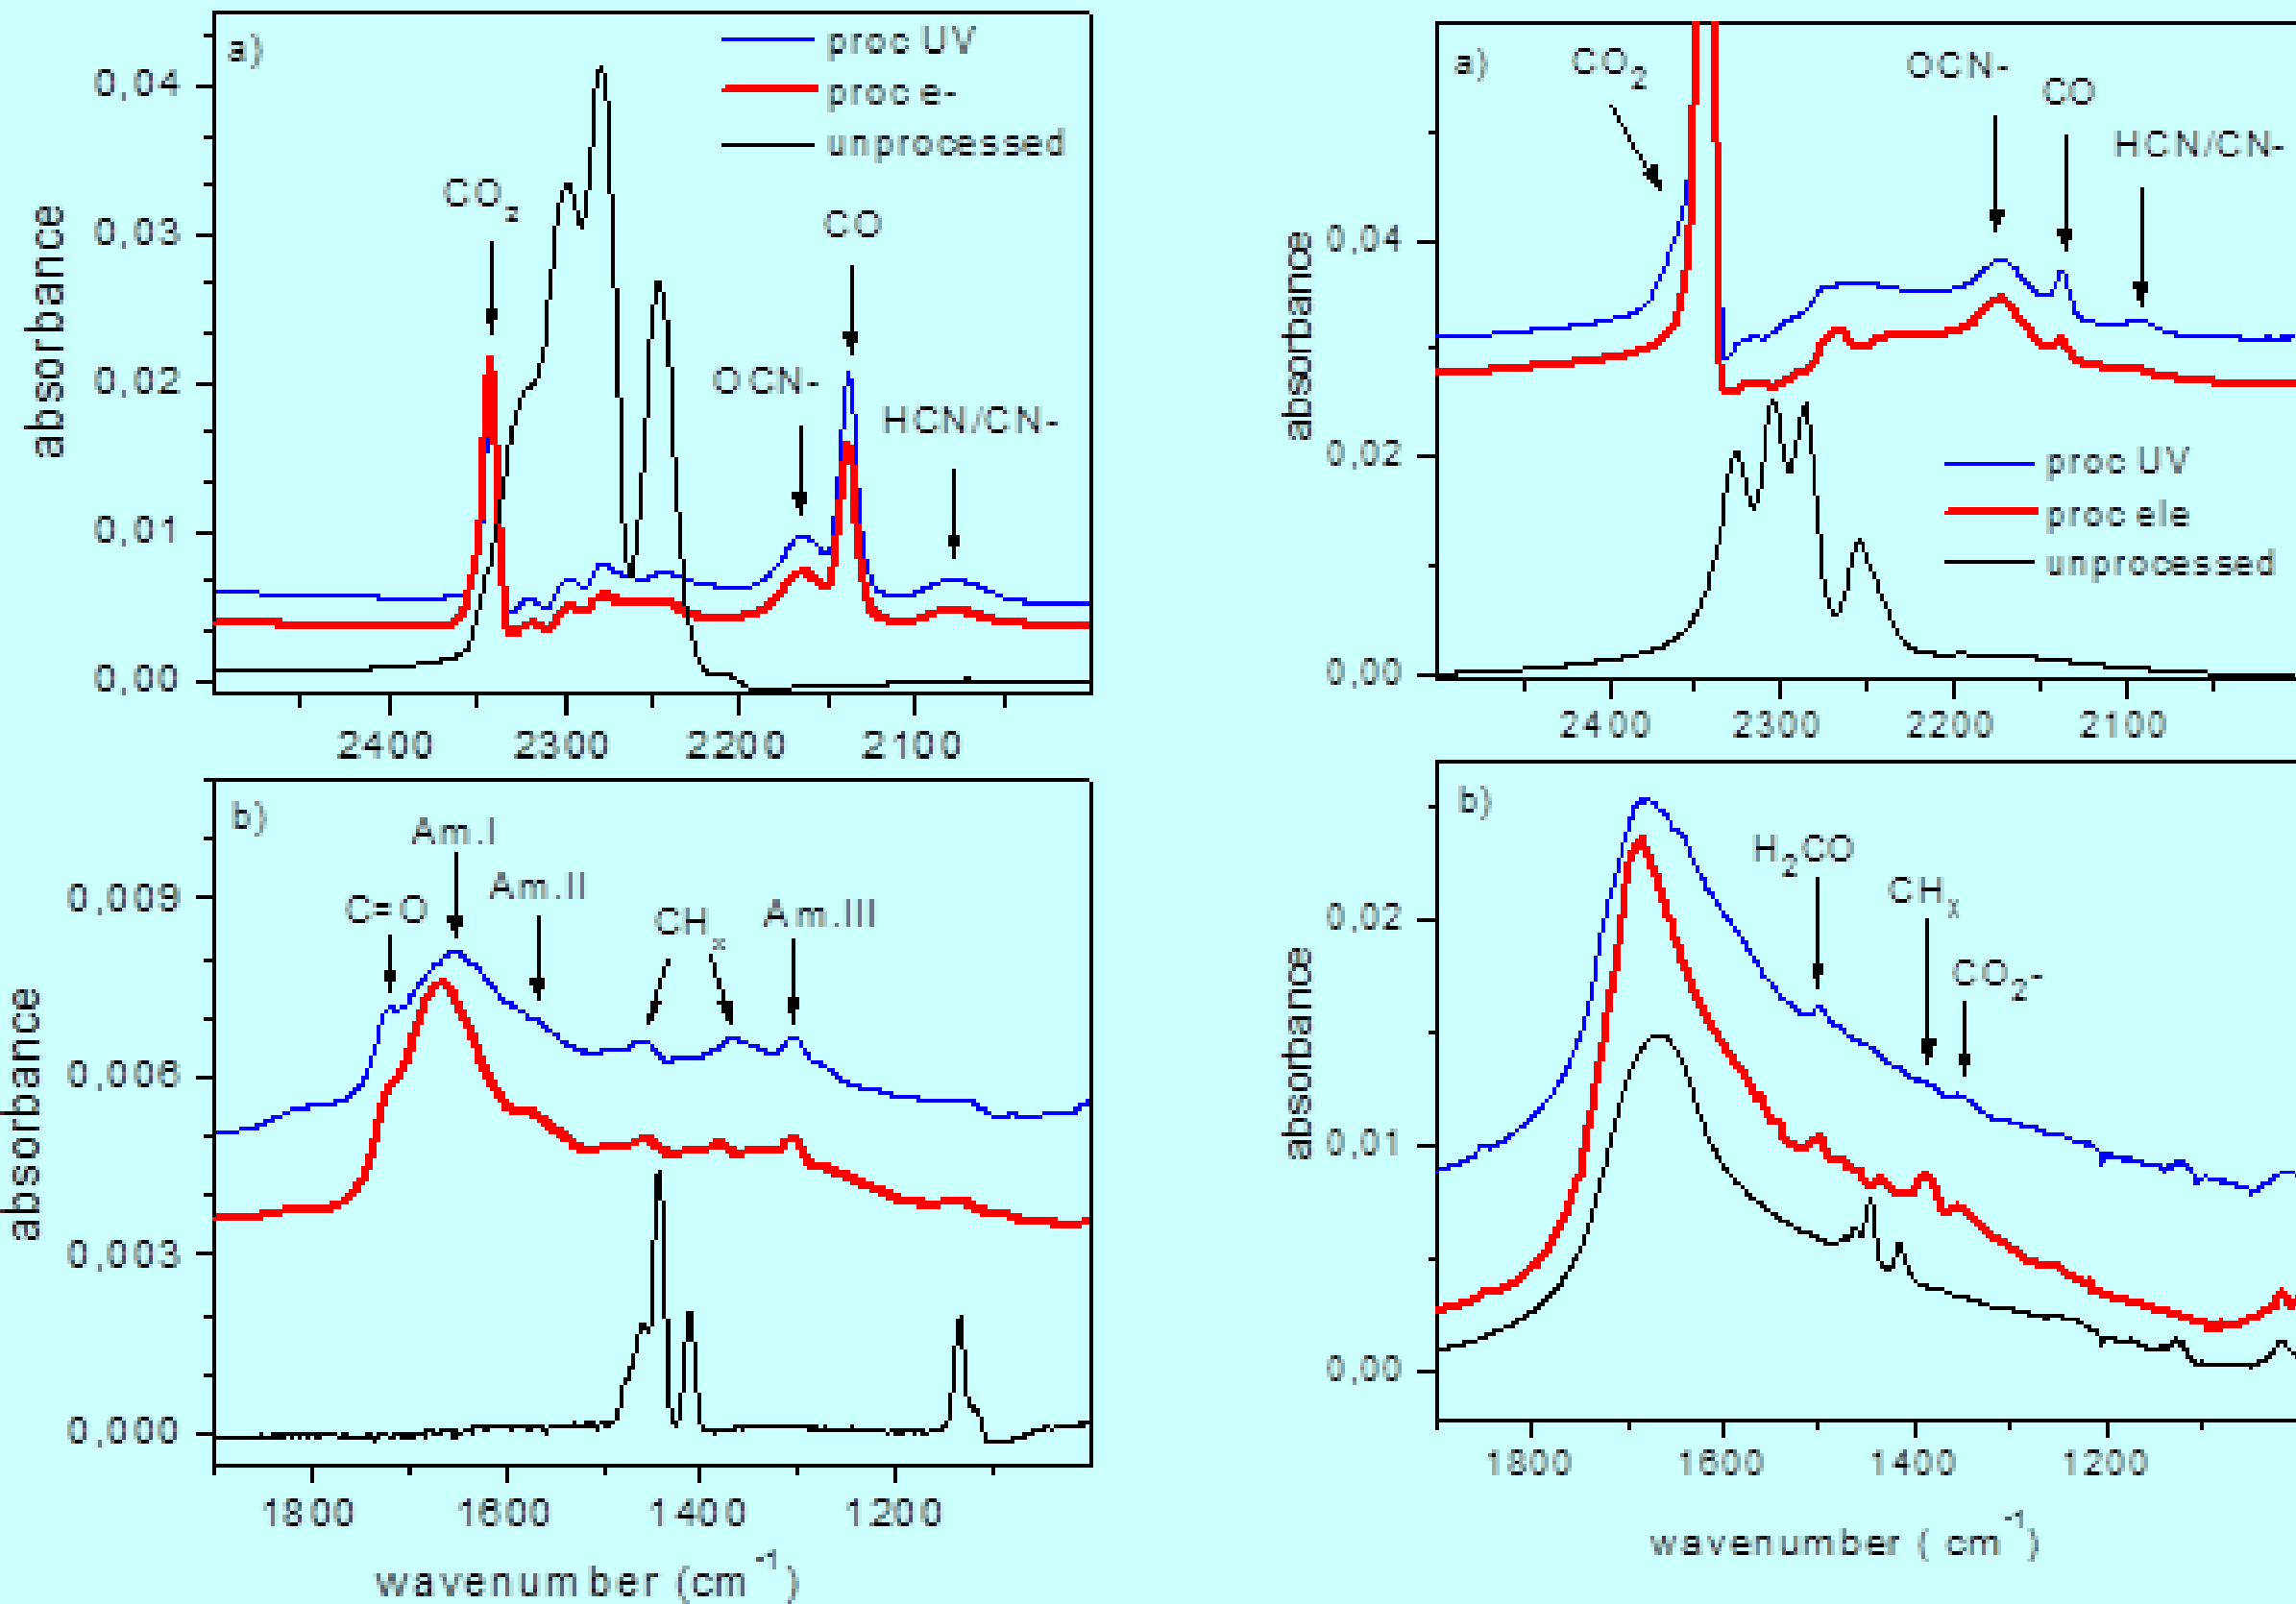 a)
proc UV
proc e-
unprocessed
CO₂
CO
OCN-
HCN/CN-
absorbance
0,04
0,03
0,02
0,01
0,00
2400 2300 2200 2100
b)
Am.I
C=O
Am.II
CHₓ
Am.III
absorbance
0,009
0,006
0,003
0,000
1800 1600 1400 1200
wavenumber (cm⁻¹)
a)
CO₂
OCN-
CO
HCN/CN-
absorbance
0,04
0,02
0,00
proc UV
proc ele
unprocessed
2400 2300 2200 2100
b)
H₂CO
CHₓ
CO₂-
absorbance
0,02
0,01
0,00
1800 1600 1400 1200
wavenumber ( cm⁻¹)